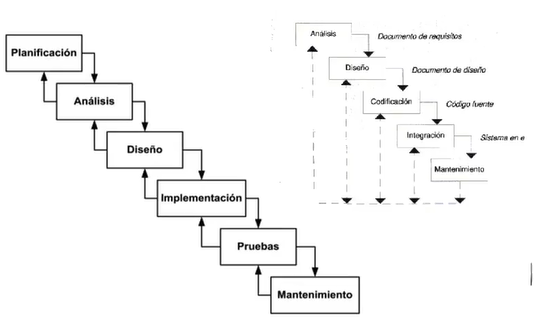 Planificación
Análisis
Diseño
Implementación
Pruebas
Mantenimiento
Análisis
Documento de requisitos
Diseño
Documento de diseño
Codificación
Código fuente
Integración
Sistema en e
Mantenimiento